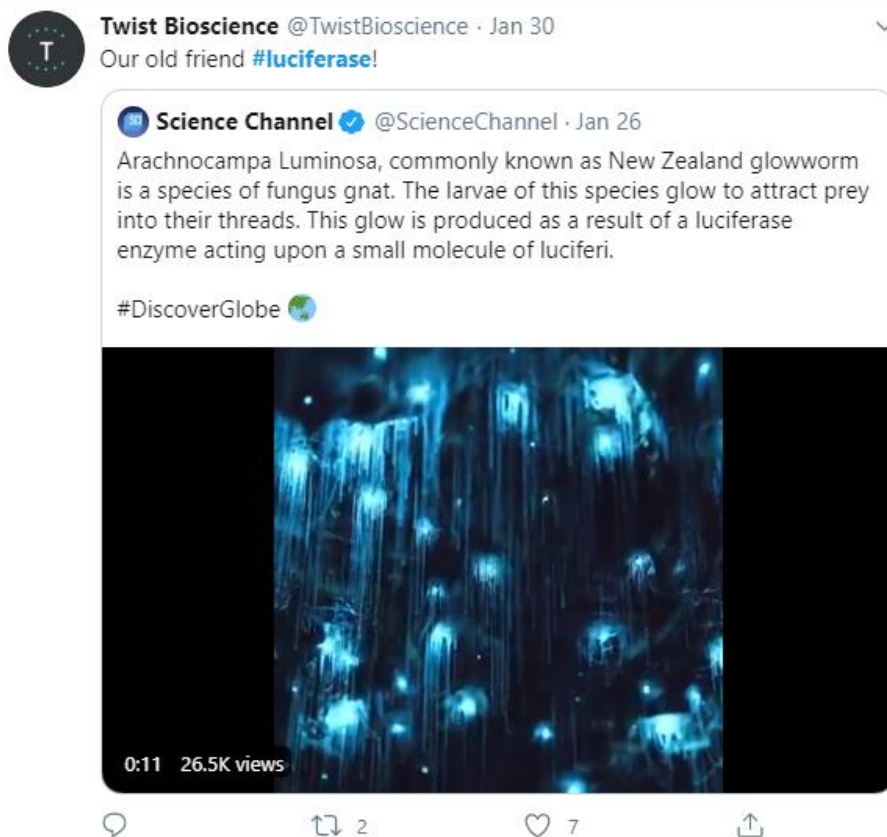 Twist Bioscience @TwistBioscience · Jan 30
Our old friend #luciferase!
Science Channel @ScienceChannel · Jan 26
Arachnocampa Luminosa, commonly known as New Zealand glowworm
is a species of fungus gnat. The larvae of this species glow to attract prey
into their threads. This glow is produced as a result of a luciferase
enzyme acting upon a small molecule of luciferi.
#DiscoverGlobe
0:11 26.5K views
2 7
T
SCI